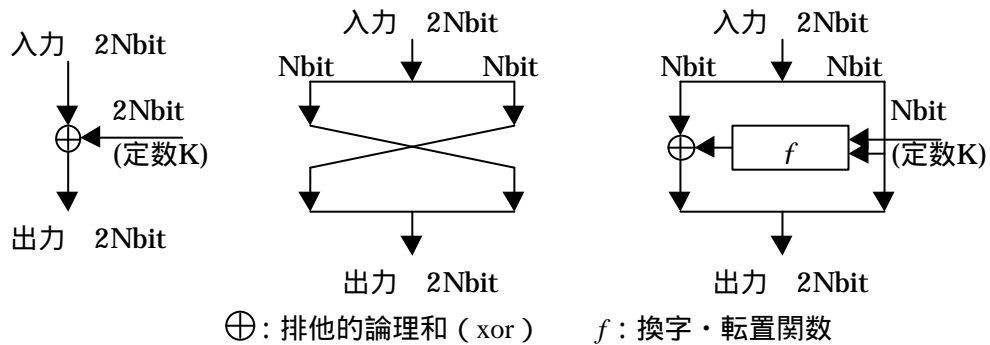 入力 2Nbit
2Nbit
(定数K)
出力 2Nbit
入力 2Nbit
Nbit Nbit
出力 2Nbit
入力 2Nbit
Nbit Nbit
Nbit
(定数K)
f
出力 2Nbit
⊕：排他的論理和（xor） f：換字・転置関数